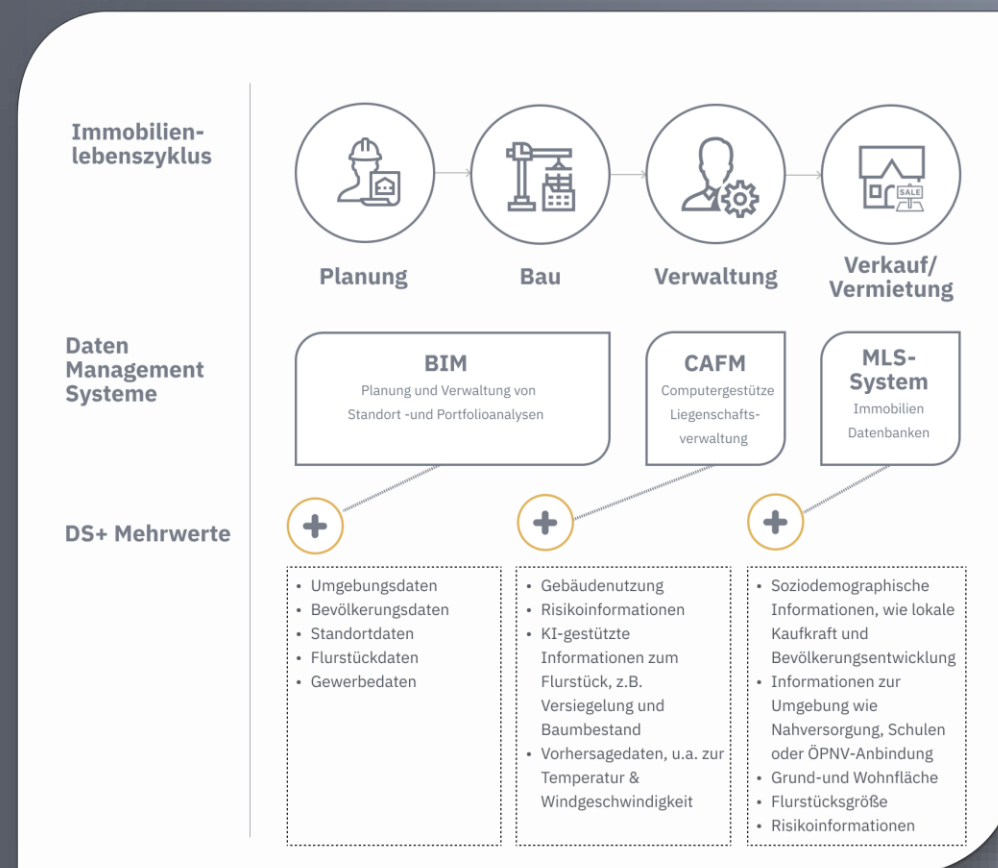 Immobilien-
lebenszyklus
SALE
Planung
Bau
Verwaltung
Verkauf/
Vermietung
Daten
Management
Systeme
BIM
Planung und Verwaltung von
Standort -und Portfolioanalysen
CAFM
Computergestütze
Liegenschafts-
verwaltung
MLS-
System
Immobilien
Datenbanken
DS+ Mehrwerte
• Umgebungsdaten
• Bevölkerungsdaten
• Standortdaten
• Flurstückdaten
• Gewerbedaten
• Gebäudenutzung
• Risikoinformationen
• KI-gestützte
Informationen zum
Flurstück, z.B.
Versiegelung und
Baumbestand
• Vorhersagedaten, u.a. zur
Temperatur &
Windgeschwindigkeit
• Soziodemographische
Informationen, wie lokale
Kaufkraft und
Bevölkerungsentwicklung
• Informationen zur
Umgebung wie
Nahversorgung, Schulen
oder ÖPNV-Anbindung
• Grund-und Wohnfläche
• Flurstücksgröße
• Risikoinformationen